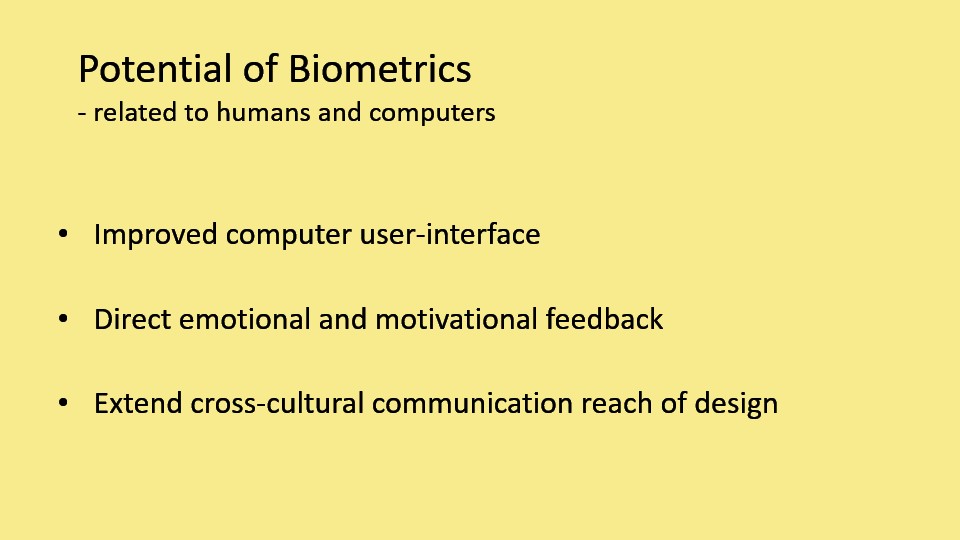 Potential of Biometrics
- related to humans and computers
• Improved computer user-interface
• Direct emotional and motivational feedback
• Extend cross-cultural communication reach of design